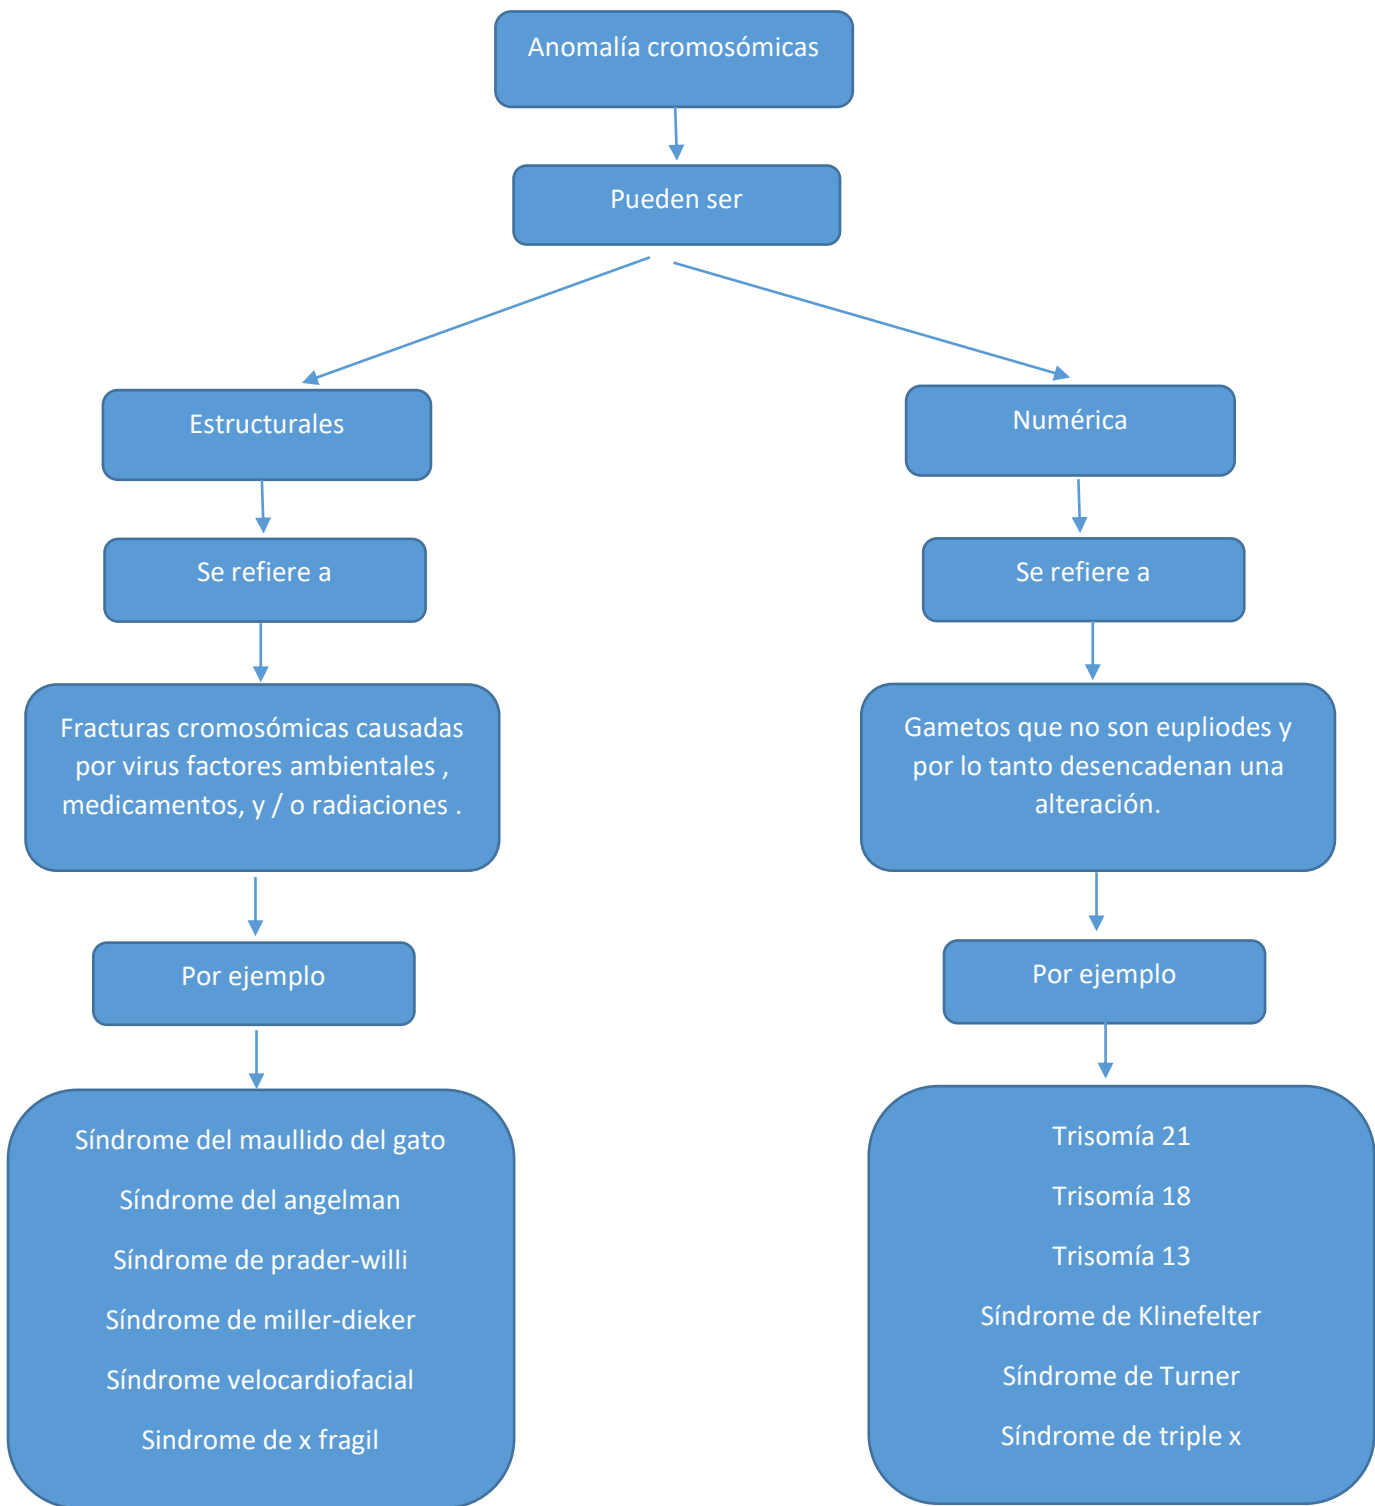 Anomalía cromosómicas
Pueden ser
Estructurales
Numérica
Se refiere a
Se refiere a
Fracturas cromosómicas causadas
por virus factores ambientales ,
medicamentos, y / o radiaciones .
Gametos que no son eupliodes y
por lo tanto desencadenan una
alteración.
Por ejemplo
Por ejemplo
Síndrome del maullido del gato
Síndrome del angelman
Síndrome de prader-willi
Síndrome de miller-dieker
Síndrome velocardiofacial
Sindrome de x fragil
Trisomía 21
Trisomía 18
Trisomía 13
Síndrome de Klinefelter
Síndrome de Turner
Síndrome de triple x